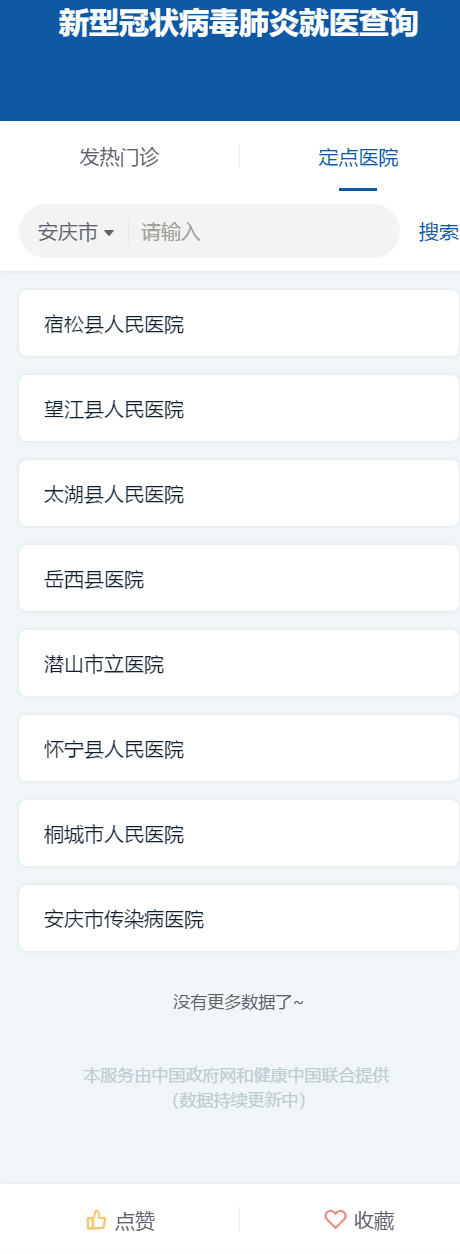 新型冠状病毒肺炎就医查询
发热门诊 定点医院
安庆市 请输入 搜索
宿松县人民医院
望江县人民医院
太湖县人民医院
岳西县医院
潜山市立医院
怀宁县人民医院
桐城市人民医院
安庆市传染病医院
没有更多数据了~
本服务由中国政府网和健康中国联合提供
（数据持续更新中）
点赞 收藏